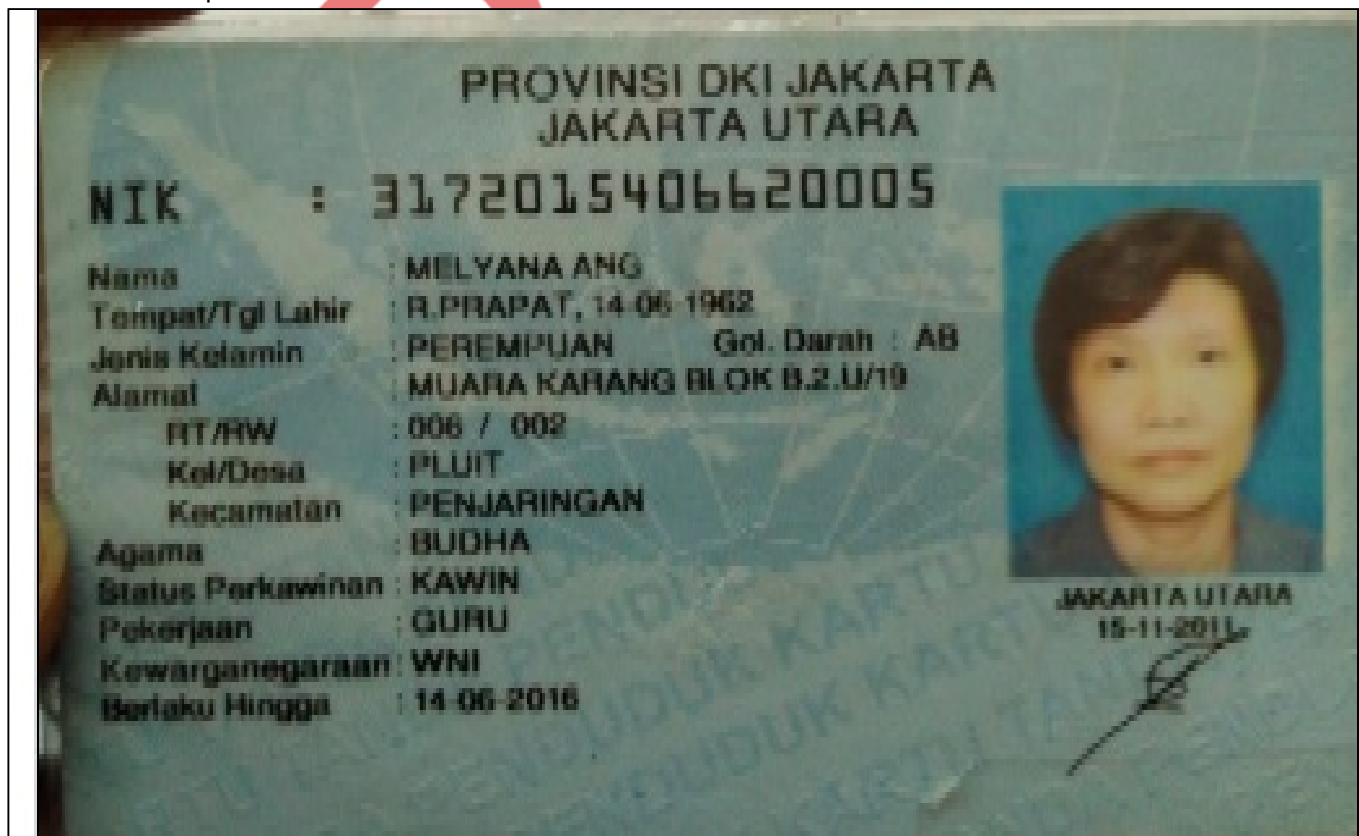 PROVINSI DKI JAKARTA
JAKARTA UTARA
NIK : 3172015406620005
Nama : MELYANA ANG
Tempat/Tgl Lahir : R.PRAPAT, 14-06-1962
Jenis Kelamin : PEREMPUAN Gol. Darah : AB
Alamat : MUARA KARANG BLOK B.2.U/19
RT/RW : 006 / 002
Kel/Desa : PLUIT
Kecamatan : PENJARINGAN
Agama : BUDHA
Status Perkawinan : KAWIN
Pekerjaan : GURU
Kewarganegaraan : WNI
Berlaku Hingga : 14-06-2016
JAKARTA UTARA
15-11-2011